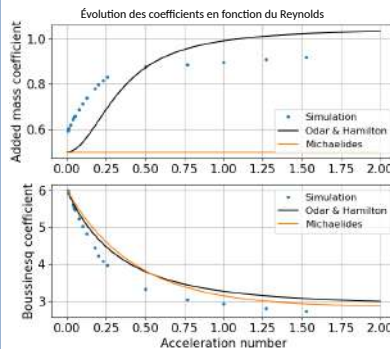 Évolution des coefficients en fonction du Reynolds
Added mass coefficient
1.0
0.8
0.6
Simulation
Odar & Hamilton
Michaelides
0.00 0.25 0.50 0.75 1.00 1.25 1.50 1.75 2.00
Boussinesq coefficient
6
5
4
3
Simulation
Odar & Hamilton
Michaelides
0.00 0.25 0.50 0.75 1.00 1.25 1.50 1.75 2.00
Acceleration number